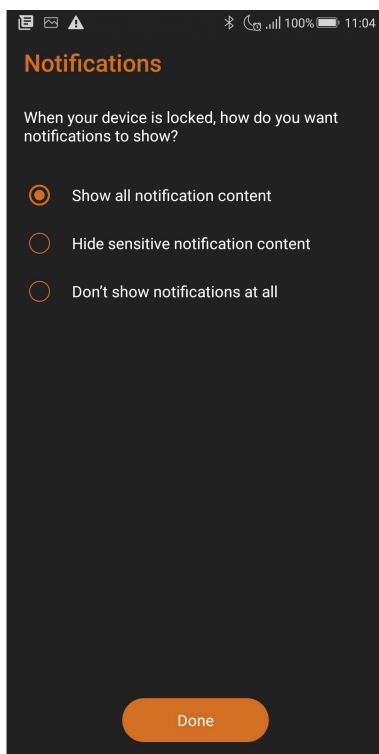 100% 11:04
Notifications
When your device is locked, how do you want
notifications to show?
Show all notification content
Hide sensitive notification content
Don’t show notifications at all
Done